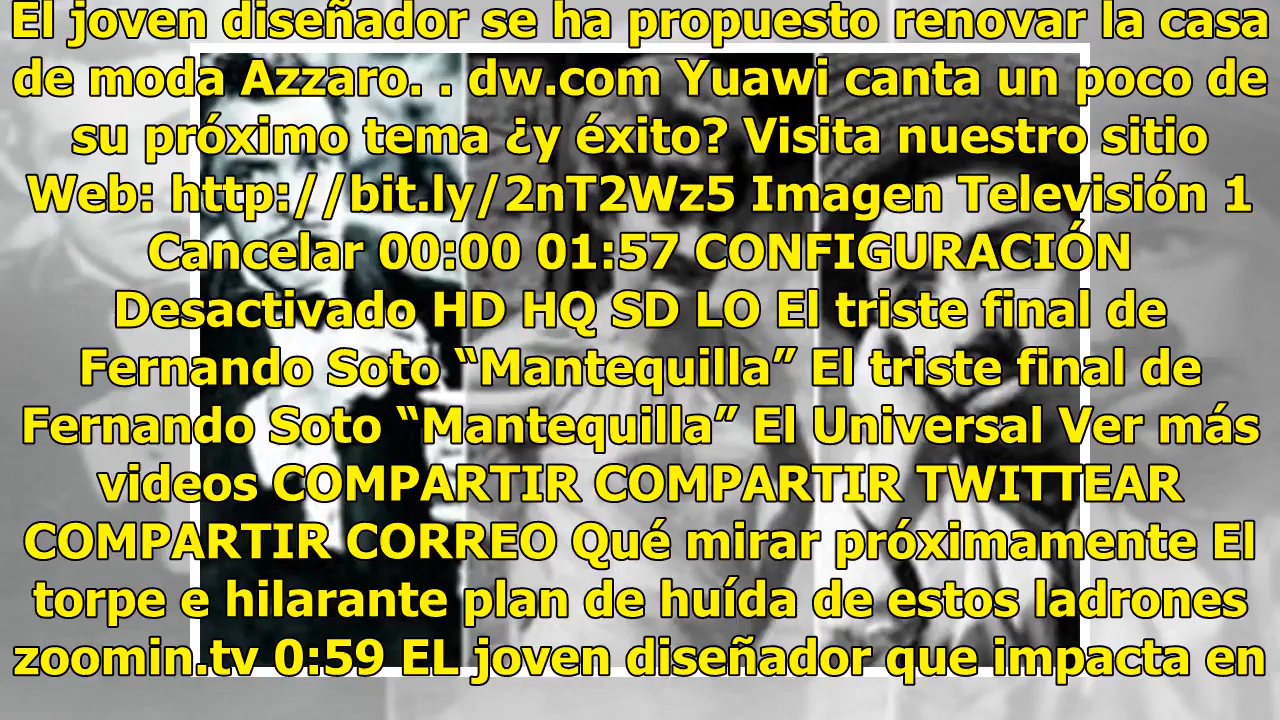 El joven diseñador se ha propuesto renovar la casa
de moda Azzaro. . dw.com Yuawi canta un poco de
su próximo tema ¿y éxito? Visita nuestro sitio
Web: http://bit.ly/2nT2Wz5 Imagen Televisión 1
Cancelar 00:00 01:57 CONFIGURACIÓN
Desactivado HD HQ SD LO El triste final de
Fernando Soto “Mantequilla” El triste final de
Fernando Soto “Mantequilla” El Universal Ver más
videos COMPARTIR COMPARTIR TWITTEAR
COMPARTIR CORREO Qué mirar próximamente El
torpe e hilarante plan de huída de estos ladrones
zoomin.tv 0:59 EL joven diseñador que impacta en